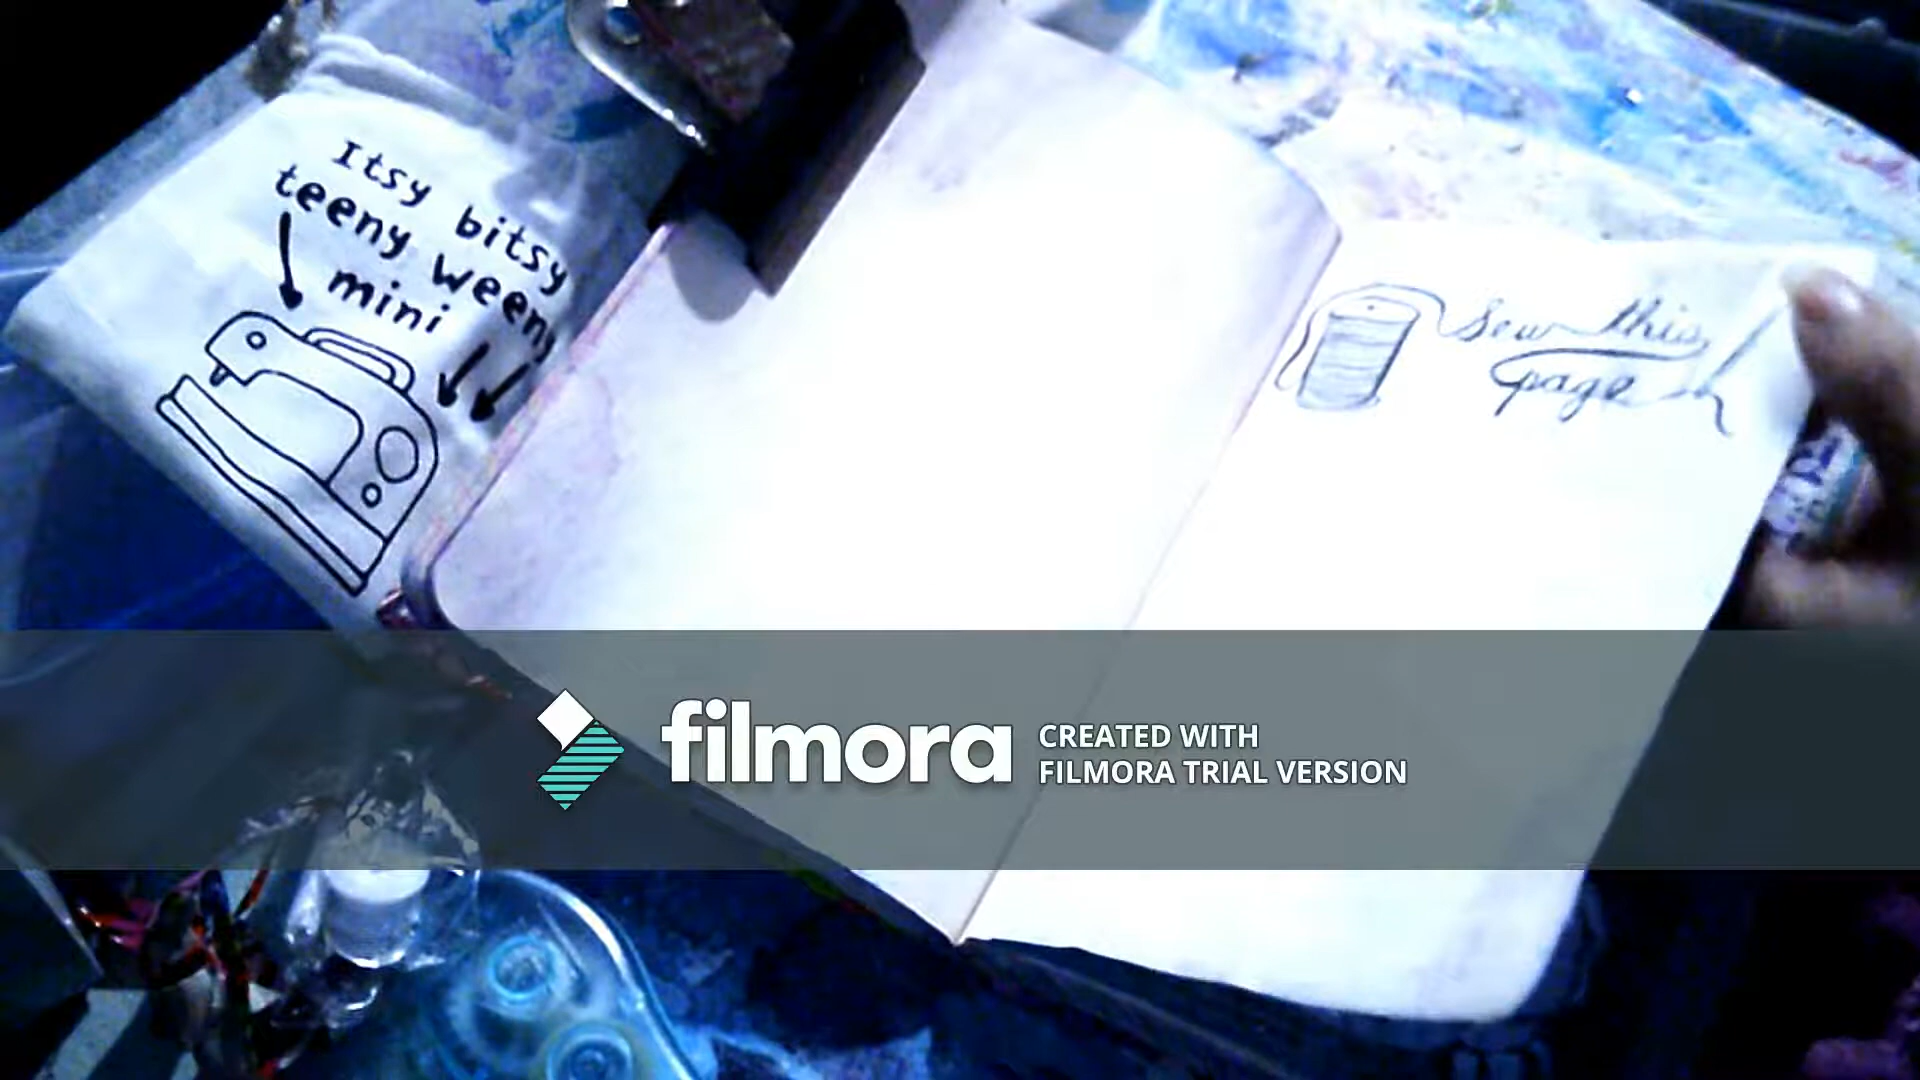 Itsy bitsy
teeny weeny
mini
Sew this
page
filmora
CREATED WITH
FILMORA TRIAL VERSION